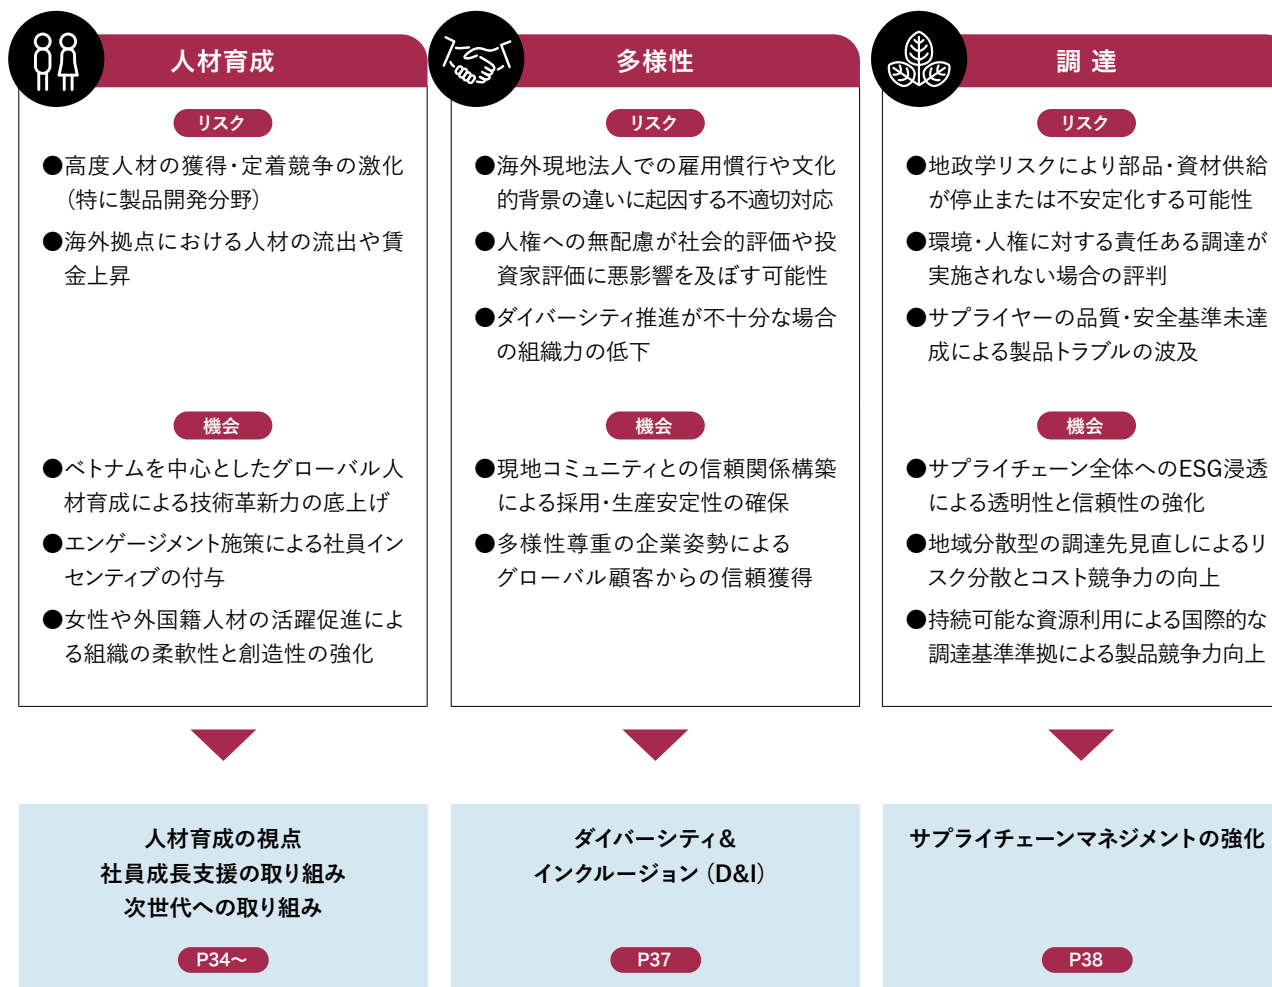 人材育成
リスク
●高度人材の獲得・定着競争の激化
（特に製品開発分野）
●海外拠点における人材の流出や賃
金上昇
機会
●ベトナムを中心としたグローバル人
材育成による技術革新力の底上げ
●エンゲージメント施策による社員イン
センティブの付与
●女性や外国籍人材の活躍促進によ
る組織の柔軟性と創造性の強化
人材育成の視点
社員成長支援の取り組み
次世代への取り組み
P34〜
多様性
リスク
●海外現地法人での雇用慣行や文化
的背景の違いに起因する不適切対応
●人権への無配慮が社会的評価や投
資家評価に悪影響を及ぼす可能性
●ダイバーシティ推進が不十分な場合
の組織力の低下
機会
●現地コミュニティとの信頼関係構築
による採用・生産安定性の確保
●多様性尊重の企業姿勢による
グローバル顧客からの信頼獲得
ダイバーシティ&
インクルージョン（D&I）
P37
調 達
リスク
●地政学リスクにより部品・資材供給
が停止または不安定化する可能性
●環境・人権に対する責任ある調達が
実施されない場合の評判
●サプライヤーの品質・安全基準未達
成による製品トラブルの波及
機会
●サプライチェーン全体へのESG浸透
による透明性と信頼性の強化
●地域分散型の調達先見直しによるリ
スク分散とコスト競争力の向上
●持続可能な資源利用による国際的な
調達基準準拠による製品競争力向上
サプライチェーンマネジメントの強化
P38